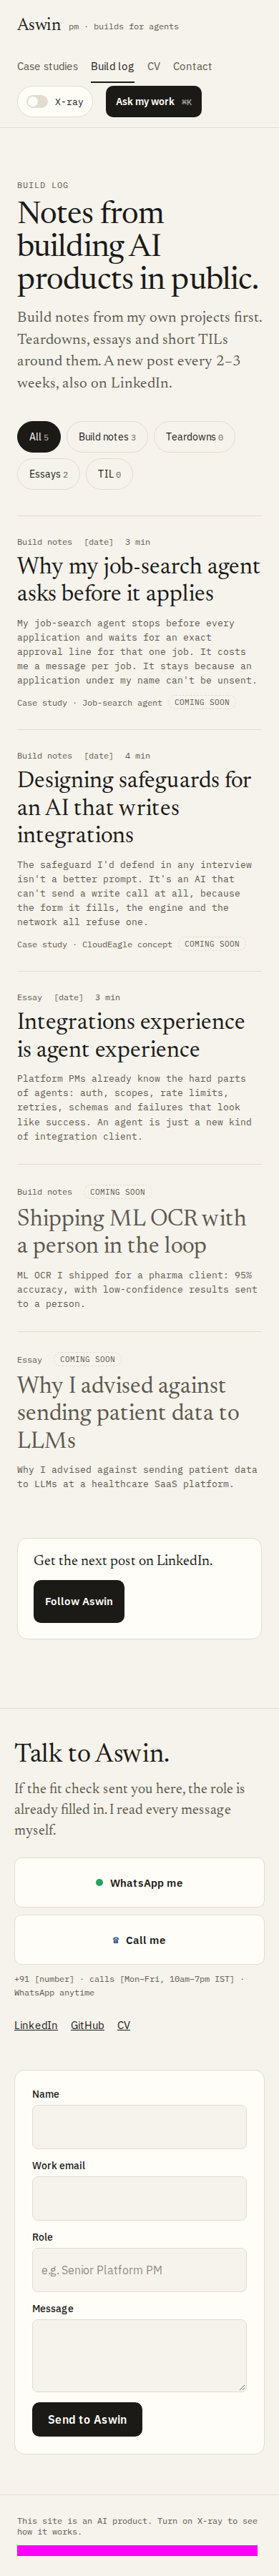 Aswin pm · builds for agents
Case studies Build log CV Contact
X-ray Ask my work ⌘K
BUILD LOG
Notes from
building AI
products in public.
Build notes from my own projects first.
Teardowns, essays and short TILs
around them. A new post every 2–3
weeks, also on LinkedIn.
All 5 Build notes 3 Teardowns 0
Essays 2 TIL 0
Build notes [date] 3 min
Why my job-search agent
asks before it applies
My job-search agent stops before every
application and waits for an exact
approval line for that one job. It costs
me a message per job. It stays because an
application under my name can't be unsent.
Case study · Job-search agent COMING SOON
Build notes [date] 4 min
Designing safeguards for
an AI that writes
integrations
The safeguard I'd defend in any interview
isn't a better prompt. It's an AI that
can't send a write call at all, because
the form it fills, the engine and the
network all refuse one.
Case study · CloudEagle concept COMING SOON
Essay [date] 3 min
Integrations experience
is agent experience
Platform PMs already know the hard parts
of agents: auth, scopes, rate limits,
retries, schemas and failures that look
like success. An agent is just a new kind
of integration client.
Build notes COMING SOON
Shipping ML OCR with
a person in the loop
ML OCR I shipped for a pharma client: 95%
accuracy, with low-confidence results sent
to a person.
Essay COMING SOON
Why I advised against
sending patient data to
LLMs
Why I advised against sending patient data
to LLMs at a healthcare SaaS platform.
Get the next post on LinkedIn.
Follow Aswin
Talk to Aswin.
If the fit check sent you here, the role is
already filled in. I read every message
myself.
WhatsApp me
☎ Call me
+91 [number] · calls [Mon–Fri, 10am–7pm IST] ·
WhatsApp anytime
LinkedIn GitHub CV
Name
Work email
Role
e.g. Senior Platform PM
Message
Send to Aswin
This site is an AI product. Turn on X-ray to see
how it works.